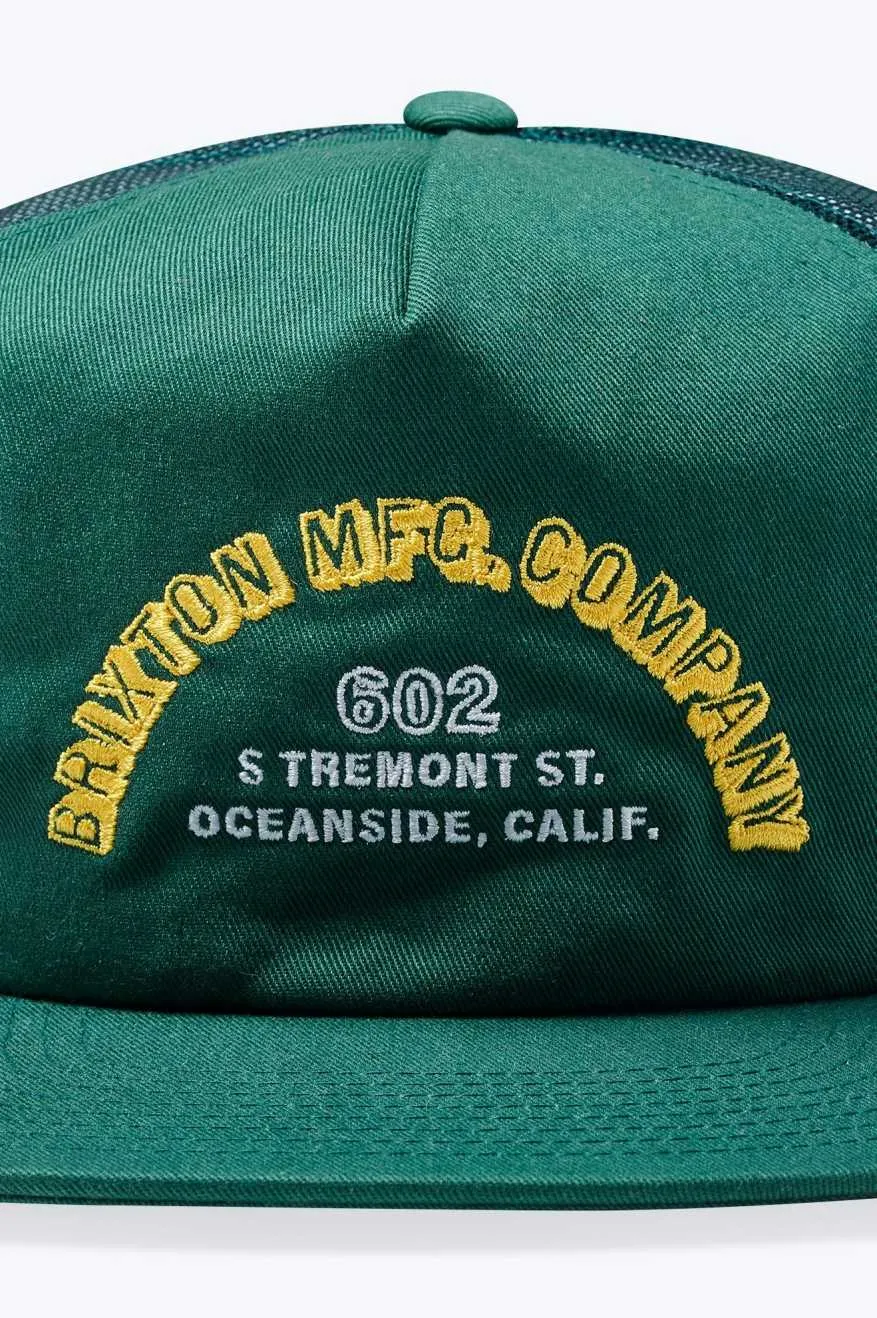 BRIXTON MFG. COMPANY
602
S TREMONT ST.
OCEANSIDE, CALIF.